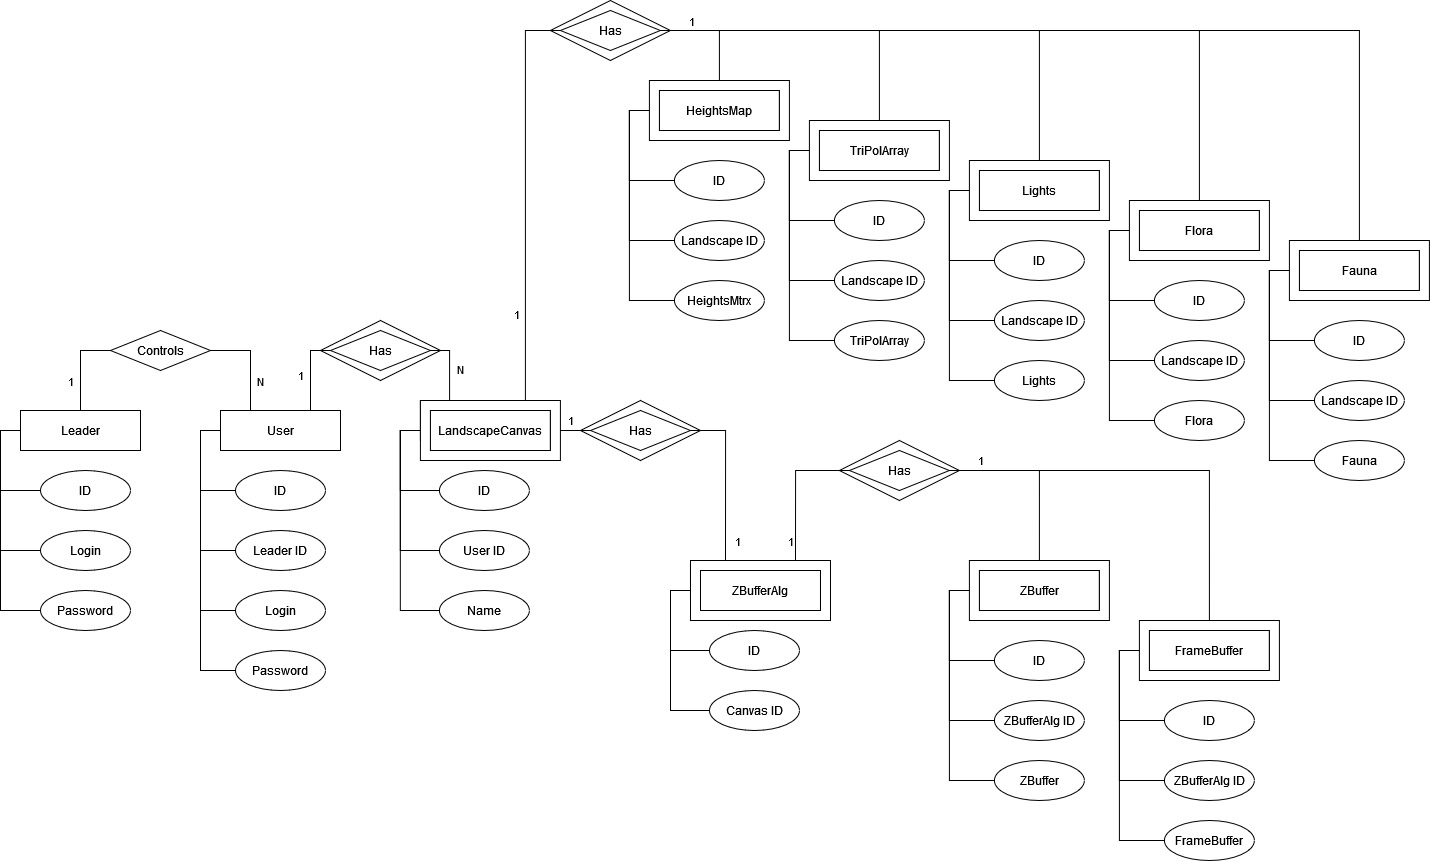 Has
1
HeightsMap
ID
Landscape ID
HeightsMtrx
TriPolArray
ID
Landscape ID
TriPolArray
Lights
ID
Landscape ID
Lights
Flora
ID
Landscape ID
Flora
Fauna
ID
Landscape ID
Fauna
1
Controls
1
N
Has
1
N
Leader
ID
Login
Password
User
ID
Leader ID
Login
Password
LandscapeCanvas
ID
User ID
Name
1
Has
1
ZBufferAlg
ID
Canvas ID
1
Has
1
ZBuffer
ID
ZBufferAlg ID
ZBuffer
FrameBuffer
ID
ZBufferAlg ID
FrameBuffer